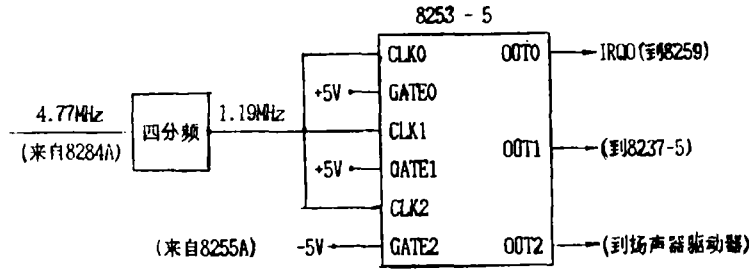 8253 - 5
CLK0 OUT0 IRQ0(到8259)
+5V GATE0
4.77MHz 四分频 1.19MHz CLK1
(来自8284A) OUT1 (到8237-5)
+5V GATE1
CLK2
(来自8255A) -5V GATE2 OUT2 (到扬声器驱动器)